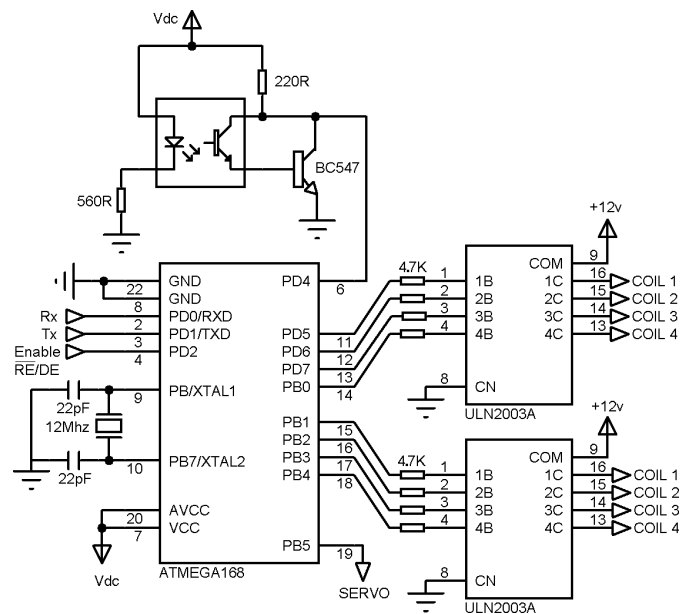 Vdc
220R
BC547
560R
+12v
4.7K
GND PD4
22 6
GND
8
Rx PD0/RXD
2
Tx PD1/TXD PD5
3 11
Enable PD2 PD6
RE/DE 4 12
PD7
13
PB/XTAL1 PB0
9 14
22pF
12Mhz
PB1
15
PB2
16
PB3
17
10 PB7/XTAL2 PB4
22pF 18
AVCC
20
VCC
7
PB5
19
Vdc
ATMEGA168
SERVO
COM 9
1 1B 1C 16 COIL 1
2 2B 2C 15 COIL 2
3 3B 3C 14 COIL 3
4 4B 4C 13 COIL 4
8 CN
ULN2003A
+12v
4.7K
COM 9
1 1B 1C 16 COIL 1
2 2B 2C 15 COIL 2
3 3B 3C 14 COIL 3
4 4B 4C 13 COIL 4
8 CN
ULN2003A